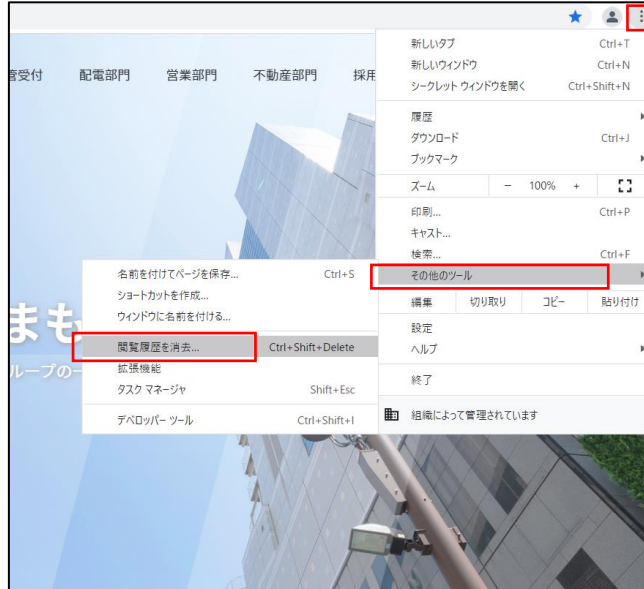 管受付 配電部門 営業部門 不動産部門 採用
新しいタブ Ctrl+T
新しいウィンドウ Ctrl+N
シークレット ウィンドウを開く Ctrl+Shift+N
履歴
ダウンロード Ctrl+J
ブックマーク
ズーム - 100% +
印刷... Ctrl+P
キャスト...
検索... Ctrl+F
その他のツール
編集 切り取り コピー 貼り付け
設定
ヘルプ
終了
組織によって管理されています
名前を付けてページを保存... Ctrl+S
ショートカットを作成...
ウィンドウに名前を付ける...
閲覧履歴を消去... Ctrl+Shift+Delete
拡張機能
タスク マネージャ Shift+Esc
デベロッパー ツール Ctrl+Shift+I
まも
ループの